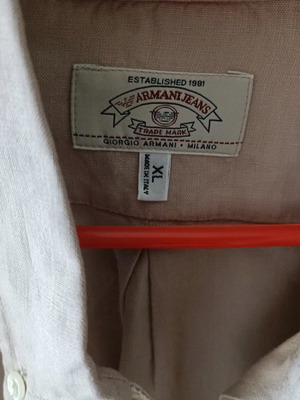 ESTABLISHED 1981
ARMANI JEANS
TRADE MARK
GIORGIO ARMANI • MILANO
XL
MADE IN ITALY